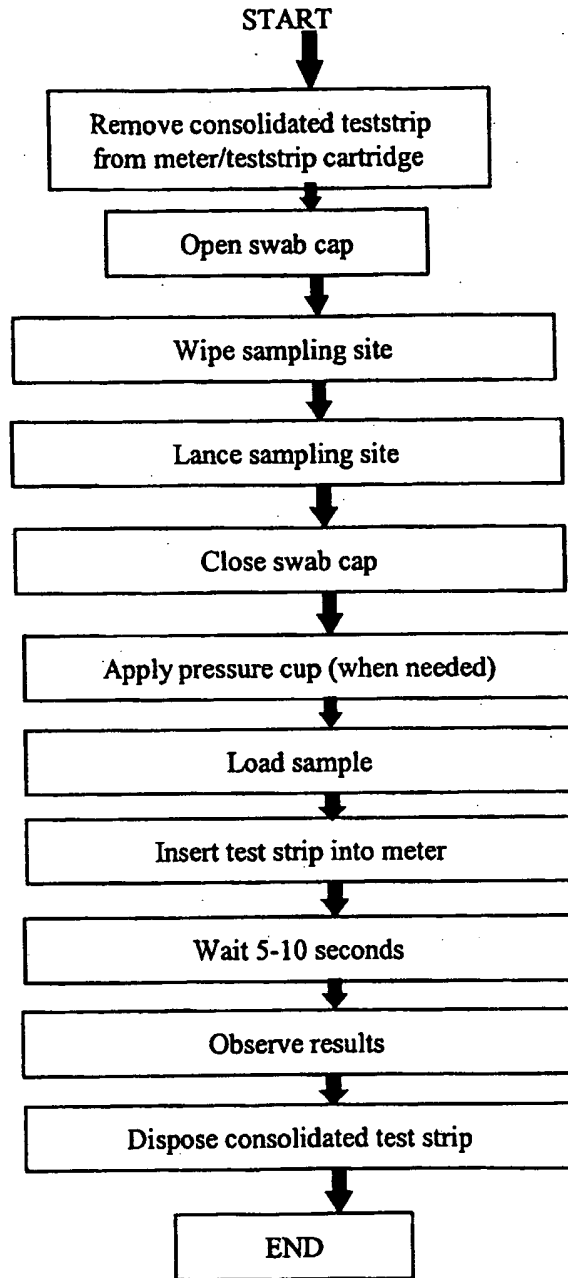 START
Remove consolidated teststrip
from meter/teststrip cartridge
Open swab cap
Wipe sampling site
Lance sampling site
Close swab cap
Apply pressure cup (when needed)
Load sample
Insert test strip into meter
Wait 5-10 seconds
Observe results
Dispose consolidated test strip
END